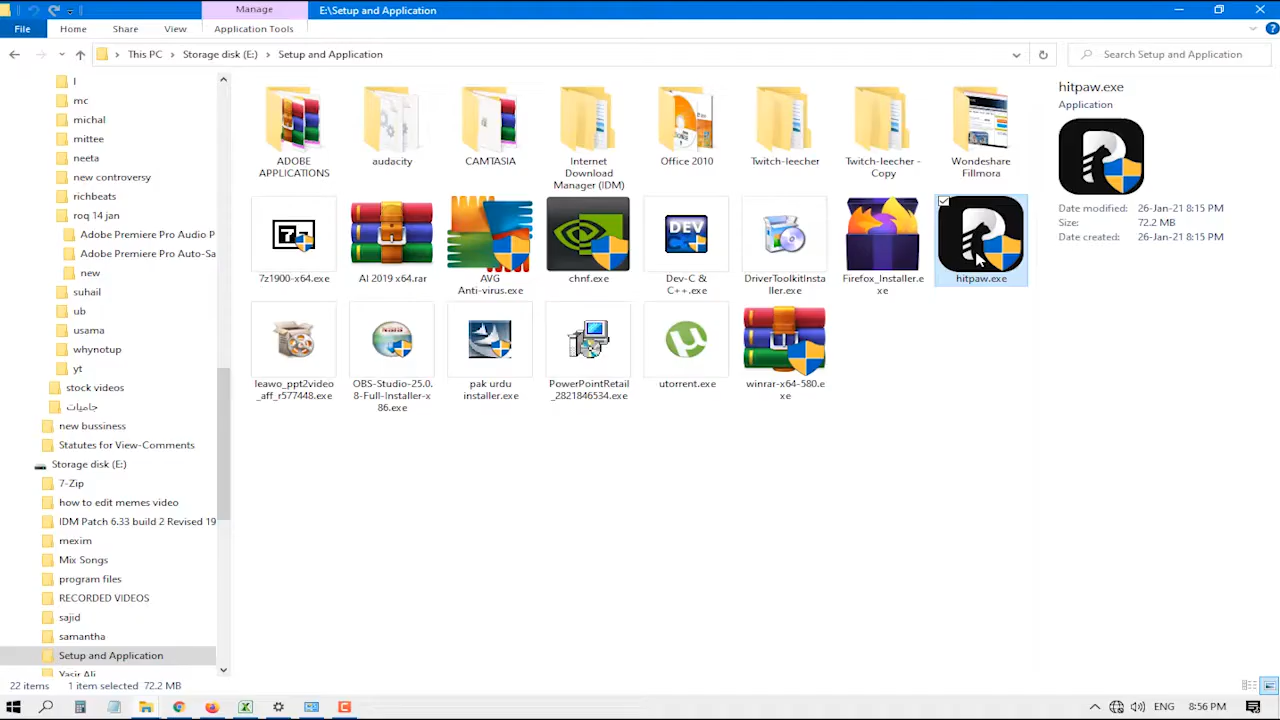 Manage
E:\Setup and Application
File
Home
Share
View
Application Tools
This PC
Storage disk (E:)
Setup and Application
Search Setup and Application
l
mc
michal
mittee
neeta
new controversy
richbeats
roq 14 jan
Adobe Premiere Pro Audio P
Adobe Premiere Pro Auto-Sa
new
suhail
ub
usama
whynotup
yt
stock videos
جامیات
new bussiness
Statutes for View-Comments
Storage disk (E:)
7-Zip
how to edit memes video
IDM Patch 6.33 build 2 Revised 19
mexim
Mix Songs
program files
RECORDED VIDEOS
sajid
samantha
Setup and Application
Yasir Ali
ADOBE
APPLICATIONS
audacity
CAMTASIA
Internet
Download
Manager (IDM)
Office 2010
Twitch-leecher
Twitch-leecher -
Copy
Wondeshare
Fillmora
7z1900-x64.exe
AI 2019 x64.rar
AVG
Anti-virus.exe
chnf.exe
DEV
Dev-C &
C++.exe
DriverToolkitInsta
ller.exe
Firefox_Installer.e
xe
hitpaw.exe
leawo_ppt2video
_aff_r577448.exe
OBS-Studio-25.0.
8-Full-Installer-x
86.exe
pak urdu
installer.exe
PowerPointRetail
_2821846534.exe
utorrent.exe
winrar-x64-580.e
xe
hitpaw.exe
Application
Date modified: 26-Jan-21 8:15 PM
Size: 72.2 MB
Date created: 26-Jan-21 8:15 PM
22 items
1 item selected 72.2 MB
ENG
8:56 PM